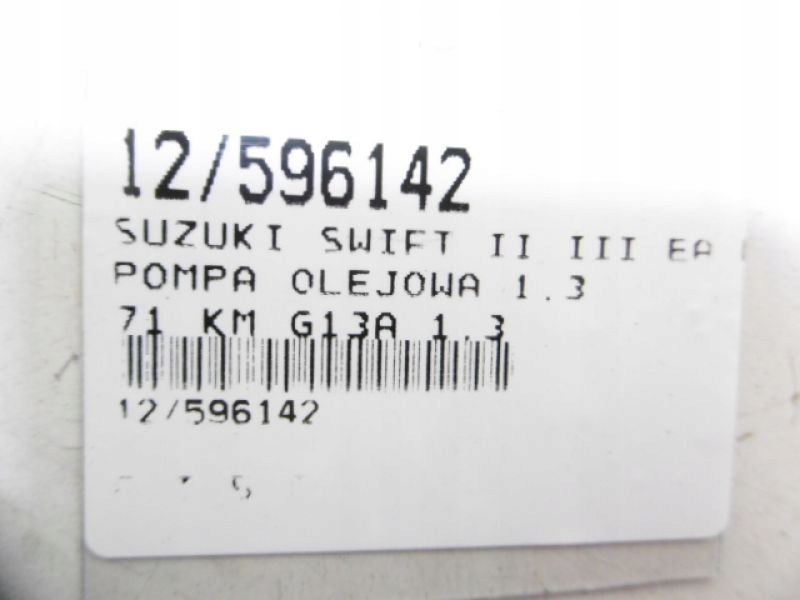 12/596142
SUZUKI SWIFT II III EA
POMPA OLEJOWA 1.3
71 KM G13A 1.3
12/596142